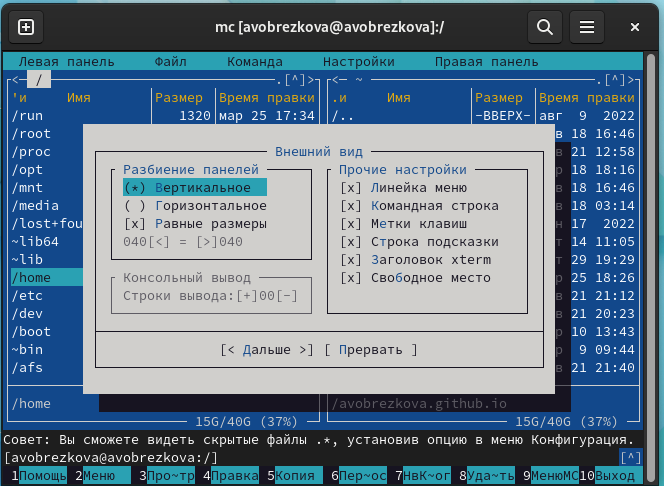 mc [avobrezkova@avobrezkova]:/
Левая панель Файл Команда Настройки Правая панель
<─ / .[^]> <─ ~ .[^]>
'и Имя Размер Время правки .и Имя Размер Время правки
/run 1320 мар 25 17:34 /.. -ВВЕРХ- авг 9 2022
/root в 18 16:46
/proc Внешний вид в 21 12:58
/opt Разбиение панелей Прочие настройки р 18 18:16
/mnt (*) Вертикальное [x] Линейка меню в 18 16:46
/media ( ) Горизонтальное [x] Командная строка в 18 03:14
/lost+fou [x] Равные размеры [x] Метки клавиш н 17 2022
~lib64 040[<] = [>]040 [x] Строка подсказки т 14 11:05
~lib [x] Заголовок xterm т 29 19:29
/home Консольный вывод [x] Свободное место р 25 18:26
/etc Строки вывода:[+]00[-] в 21 21:12
/dev в 21 20:23
/boot р 10 13:43
~bin [< Дальше >] [ Прервать ] р 9 09:44
/afs в 21 21:40
/home /avobrezkova.github.io
15G/40G (37%) 15G/40G (37%)
Совет: Вы сможете видеть скрытые файлы .*, установив опцию в меню Конфигурация.
[avobrezkova@avobrezkova:/] [^]
1Помощь 2Меню 3Про~тр 4Правка 5Копия 6Пер~ос 7НвК~ог 8Уда~ть 9МенюМС 10Выход